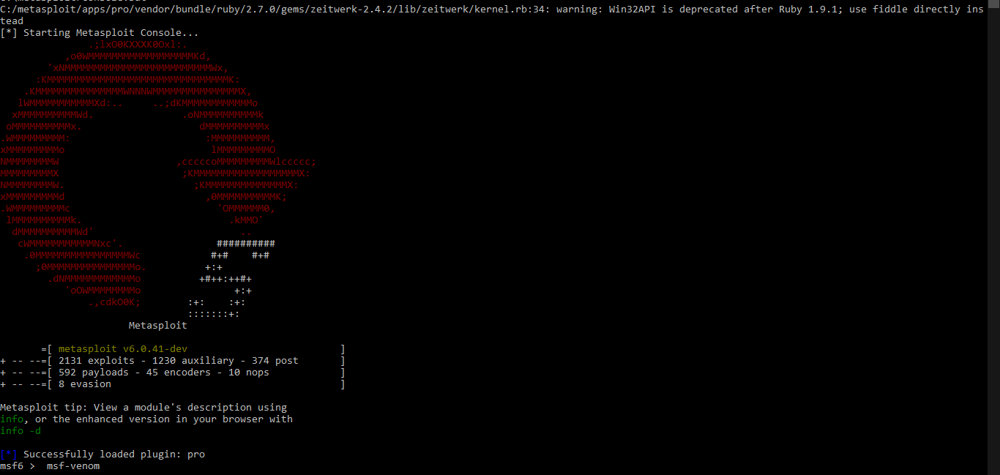 C:/metasploit/apps/pro/vendor/bundle/ruby/2.7.0/gems/zeitwerk-2.4.2/lib/zeitwerk/kernel.rb:34: warning: Win32API is deprecated after Ruby 1.9.1; use fiddle directly ins
tead
[*] Starting Metasploit Console...
.;lxO0KXXXK0Oxl:.
,o0WMMMMMMMMMMMMMMMMMMKd,
'xNMMMMMMMMMMMMMMMMMMMMMMMMMWx,
:KMMMMMMMMMMMMMMMMMMMMMMMMMMMMMMMK:
.KMMMMMMMMMMMMMMMWNNNWMMMMMMMMMMMMMMMX,
lWMMMMMMMMMMMXd:..     ..;dKMMMMMMMMMMMMo
xMMMMMMMMMMWd.               .oNMMMMMMMMMMk
oMMMMMMMMMMx.                    dMMMMMMMMMMx
.WMMMMMMMMM:                       :MMMMMMMMMM,
xMMMMMMMMMo                         lMMMMMMMMMO
NMMMMMMMMW                    ,cccccoMMMMMMMMMWlccccc;
MMMMMMMMMX                     ;KMMMMMMMMMMMMMMMMMMX:
NMMMMMMMMW.                      ;KMMMMMMMMMMMMMMX:
xMMMMMMMMMd                        ,0MMMMMMMMMMK;
.WMMMMMMMMMc                         'OMMMMMM0,
lMMMMMMMMMMk.                         .kMMO'
dMMMMMMMMMMWd'                         ..
cWMMMMMMMMMMMNxc'.                ##########
.0MMMMMMMMMMMMMMMMWc            #+#    #+#
;0MMMMMMMMMMMMMMMo.          +:+
.dNMMMMMMMMMMMMo          +#++:++#+
'oOWMMMMMMMMo                +:+
.,cdkO0K;        :+:    :+:
:::::::+:
Metasploit
=[ metasploit v6.0.41-dev                          ]
+ -- --=[ 2131 exploits - 1230 auxiliary - 374 post       ]
+ -- --=[ 592 payloads - 45 encoders - 10 nops            ]
+ -- --=[ 8 evasion                                       ]
Metasploit tip: View a module's description using
info, or the enhanced version in your browser with
info -d
[*] Successfully loaded plugin: pro
msf6 >  msf-venom